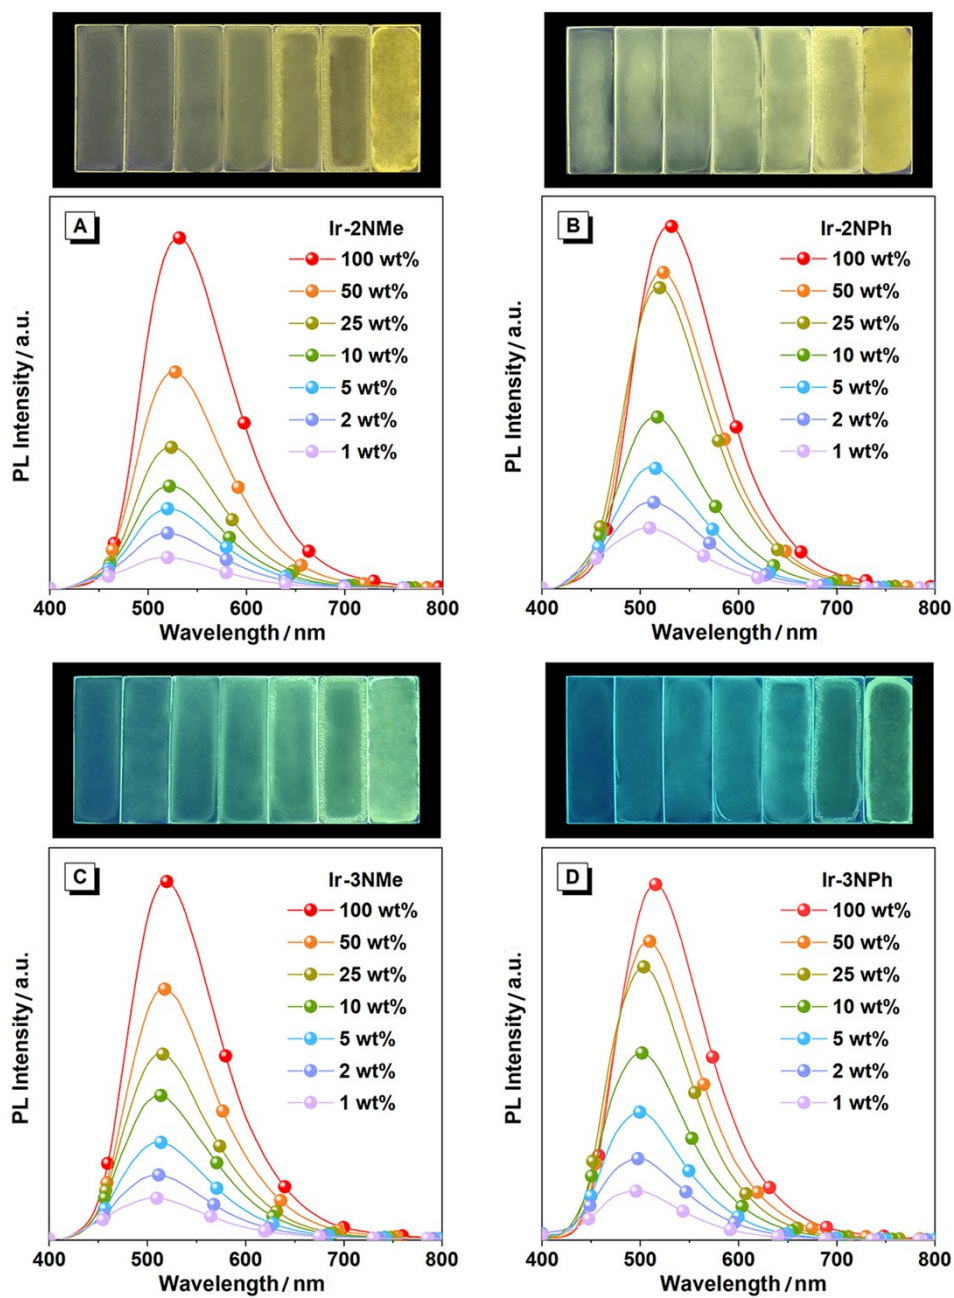 A
Ir-2NMe
100 wt%
50 wt%
25 wt%
10 wt%
5 wt%
2 wt%
1 wt%
PL Intensity / a.u.
400 500 600 700 800
Wavelength / nm
B
Ir-2NPh
100 wt%
50 wt%
25 wt%
10 wt%
5 wt%
2 wt%
1 wt%
PL Intensity / a.u.
400 500 600 700 800
Wavelength / nm
C
Ir-3NMe
100 wt%
50 wt%
25 wt%
10 wt%
5 wt%
2 wt%
1 wt%
PL Intensity / a.u.
400 500 600 700 800
Wavelength / nm
D
Ir-3NPh
100 wt%
50 wt%
25 wt%
10 wt%
5 wt%
2 wt%
1 wt%
PL Intensity / a.u.
400 500 600 700 800
Wavelength / nm